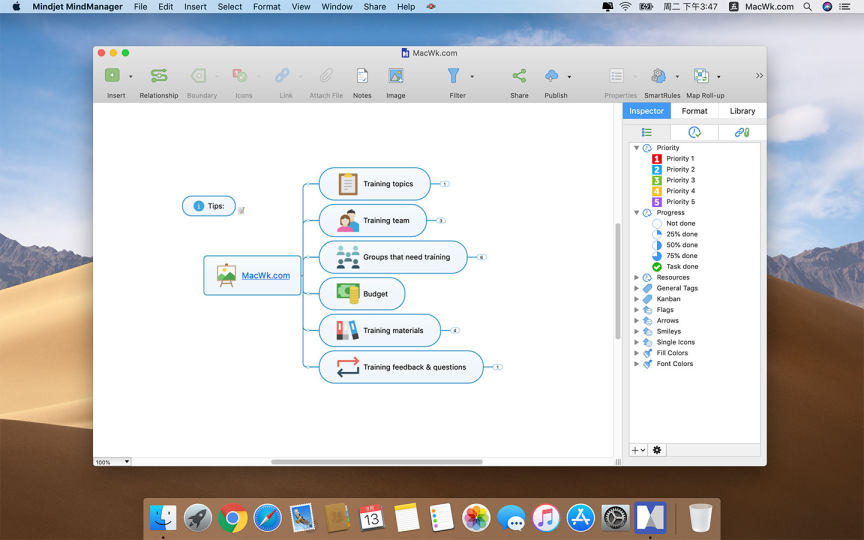 Mindjet MindManager File Edit Insert Select Format View Window Share Help 周二 下午3:47 MacWk.com
MacWk.com
Insert Relationship Boundary Icons Link Attach File Notes Image Filter Share Publish Properties SmartRules Map Roll-up
Inspector Format Library
Priority
1 Priority 1
2 Priority 2
3 Priority 3
4 Priority 4
5 Priority 5
Progress
Not done
25% done
50% done
75% done
Task done
Resources
General Tags
Kanban
Flags
Arrows
Smileys
Single Icons
Fill Colors
Font Colors
Tips:
MacWk.com
Training topics 1
Training team 3
Groups that need training 6
Budget
Training materials 4
Training feedback & questions 1
100%
13